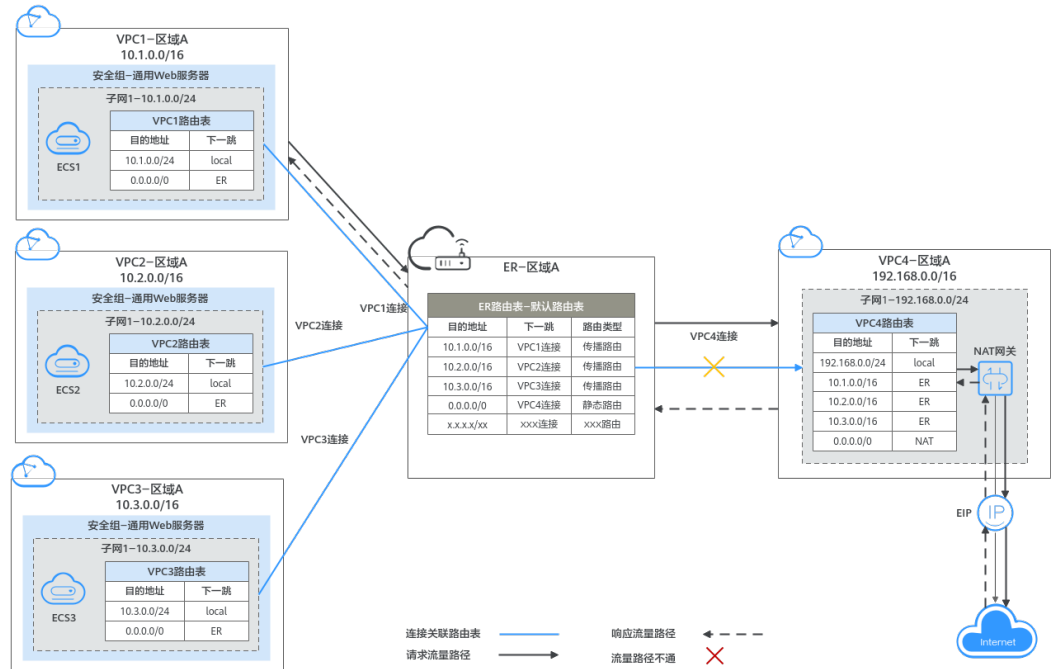 VPC1-区域A
10.1.0.0/16
安全组-通用Web服务器
子网1-10.1.0.0/24
VPC1路由表
目的地址 下一跳
10.1.0.0/24 local
0.0.0.0/0 ER
ECS1
VPC2-区域A
10.2.0.0/16
安全组-通用Web服务器
子网1-10.2.0.0/24
VPC2路由表
目的地址 下一跳
10.2.0.0/24 local
0.0.0.0/0 ER
ECS2
VPC3-区域A
10.3.0.0/16
安全组-通用Web服务器
子网1-10.3.0.0/24
VPC3路由表
目的地址 下一跳
10.3.0.0/24 local
0.0.0.0/0 ER
ECS3
VPC1连接
VPC2连接
VPC3连接
ER-区域A
ER路由表-默认路由表
目的地址 下一跳 路由类型
10.1.0.0/16 VPC1连接 传播路由
10.2.0.0/16 VPC2连接 传播路由
10.3.0.0/16 VPC3连接 传播路由
0.0.0.0/0 VPC4连接 静态路由
x.x.x.x/xx xxx连接 xxx路由
VPC4连接
VPC4-区域A
192.168.0.0/16
子网1-192.168.0.0/24
VPC4路由表
目的地址 下一跳
192.168.0.0/24 local
10.1.0.0/16 ER
10.2.0.0/16 ER
10.3.0.0/16 ER
0.0.0.0/0 NAT
NAT网关
EIP
IP
Internet
连接关联路由表
请求流量路径
响应流量路径
流量路径不通